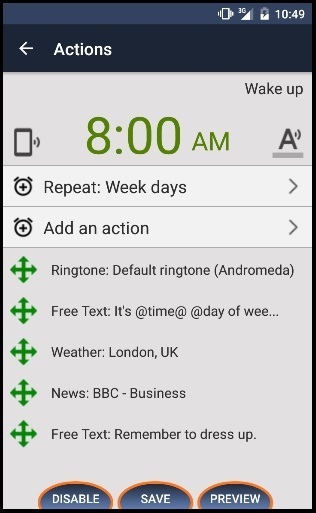 3G 10:49
Actions
Wake up
8:00 AM
A
Repeat: Week days
Add an action
Ringtone: Default ringtone (Andromeda)
Free Text: It's @time@ @day of wee...
Weather: London, UK
News: BBC - Business
Free Text: Remember to dress up.
DISABLE SAVE PREVIEW